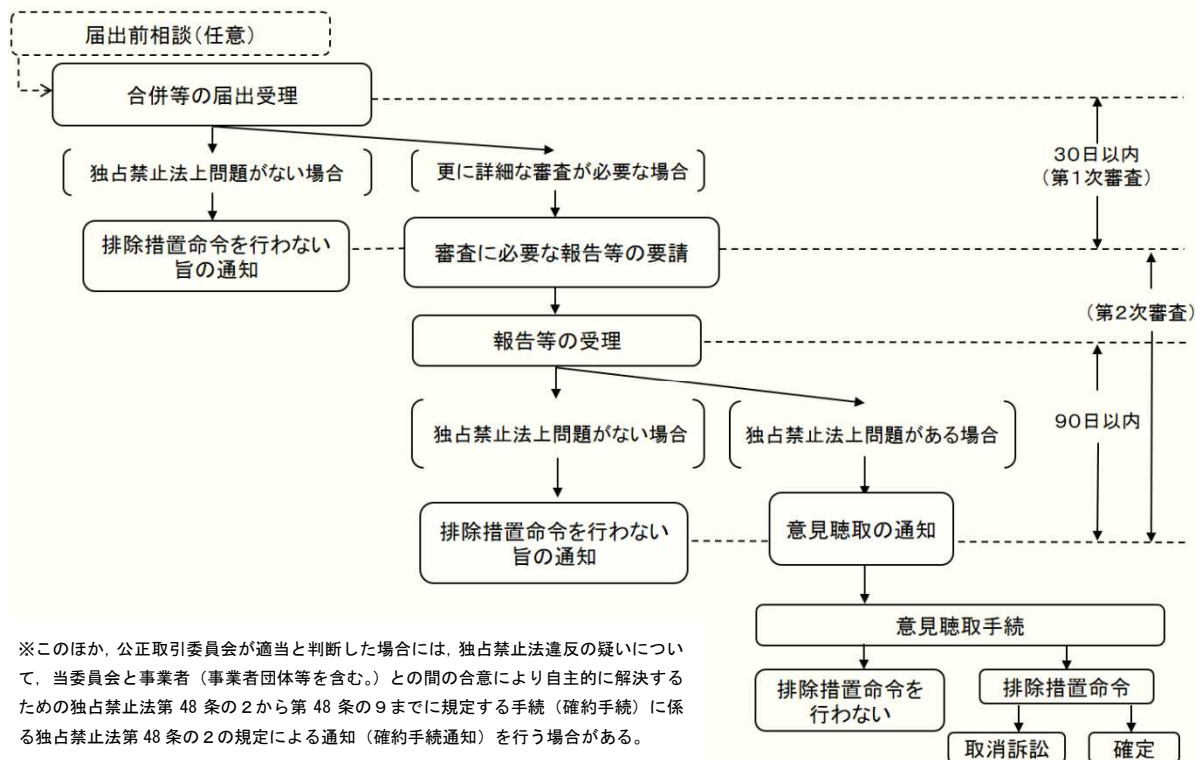 届出前相談(任意)
合併等の届出受理
30日以内
(第1次審査)
独占禁止法上問題がない場合
更に詳細な審査が必要な場合
排除措置命令を行わない
旨の通知
審査に必要な報告等の要請
(第2次審査)
報告等の受理
90日以内
独占禁止法上問題がない場合
独占禁止法上問題がある場合
排除措置命令を行わない
旨の通知
意見聴取の通知
意見聴取手続
排除措置命令を
行わない
排除措置命令
取消訴訟
確定
※このほか,公正取引委員会が適当と判断した場合には,独占禁止法違反の疑いについ
て,当委員会と事業者(事業者団体等を含む。)との間の合意により自主的に解決する
ための独占禁止法第48条の2から第48条の9までに規定する手続(確約手続)に係
る独占禁止法第48条の2の規定による通知(確約手続通知)を行う場合がある。